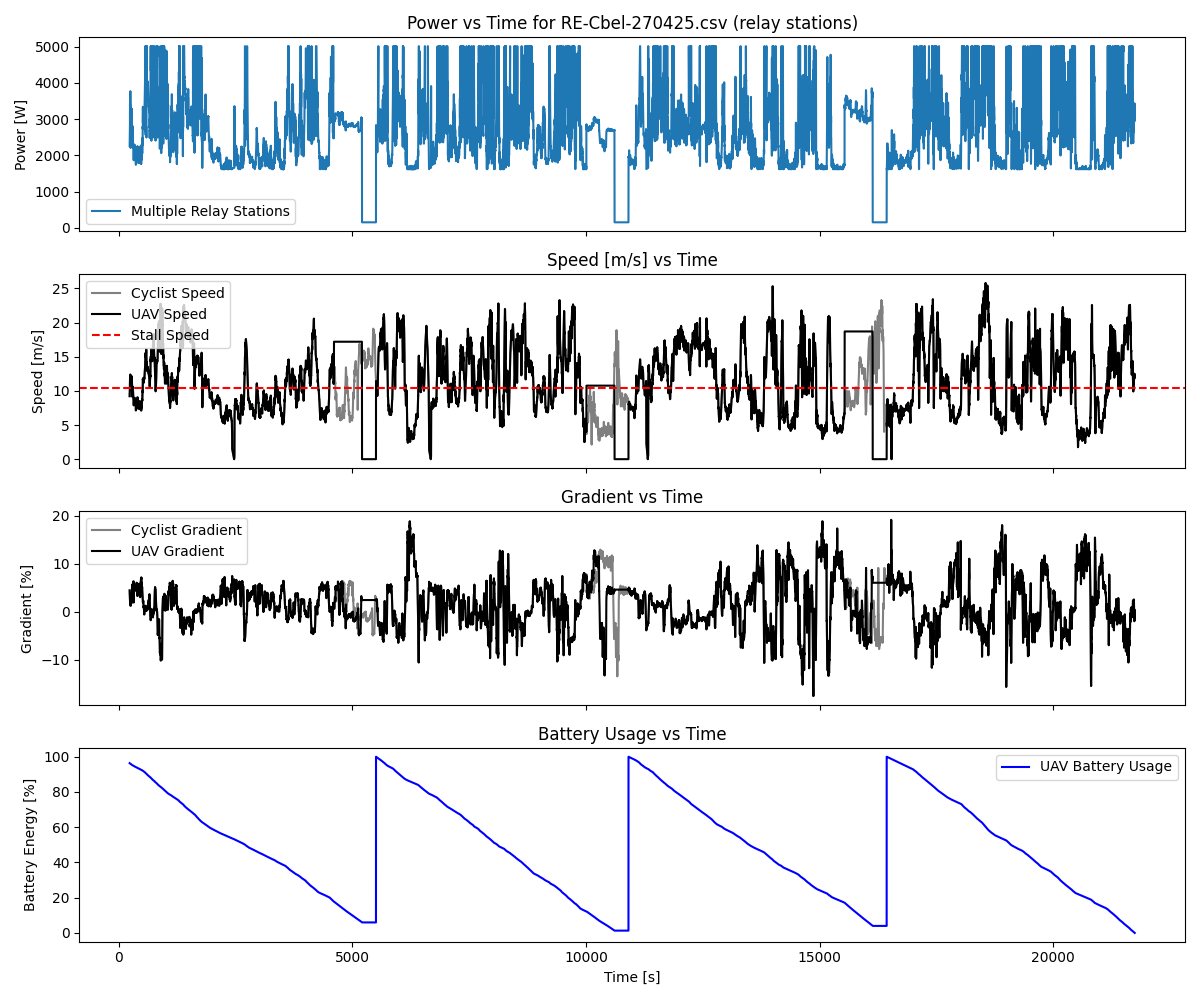 Power vs Time for RE-Cbel-270425.csv (relay stations)
5000
4000
3000
2000
1000
0
Power [W]
Multiple Relay Stations
Speed [m/s] vs Time
25
20
15
10
5
0
Speed [m/s]
Cyclist Speed
UAV Speed
Stall Speed
Gradient vs Time
20
10
0
−10
Gradient [%]
Cyclist Gradient
UAV Gradient
Battery Usage vs Time
100
80
60
40
20
0
Battery Energy [%]
UAV Battery Usage
0 5000 10000 15000 20000
Time [s]